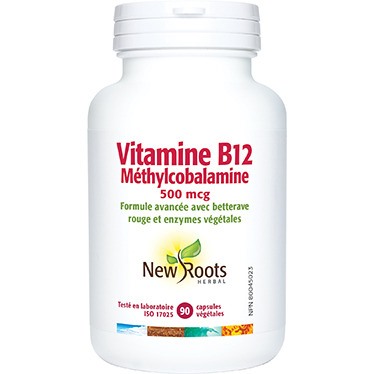 Vitamine B12
Méthylcobalamine
500 mcg
Formule avancée avec betterave
rouge et enzymes végétales
New Roots
HERBAL
Testé en laboratoire
ISO 17025
90 capsules
végétales
NPN 80045023